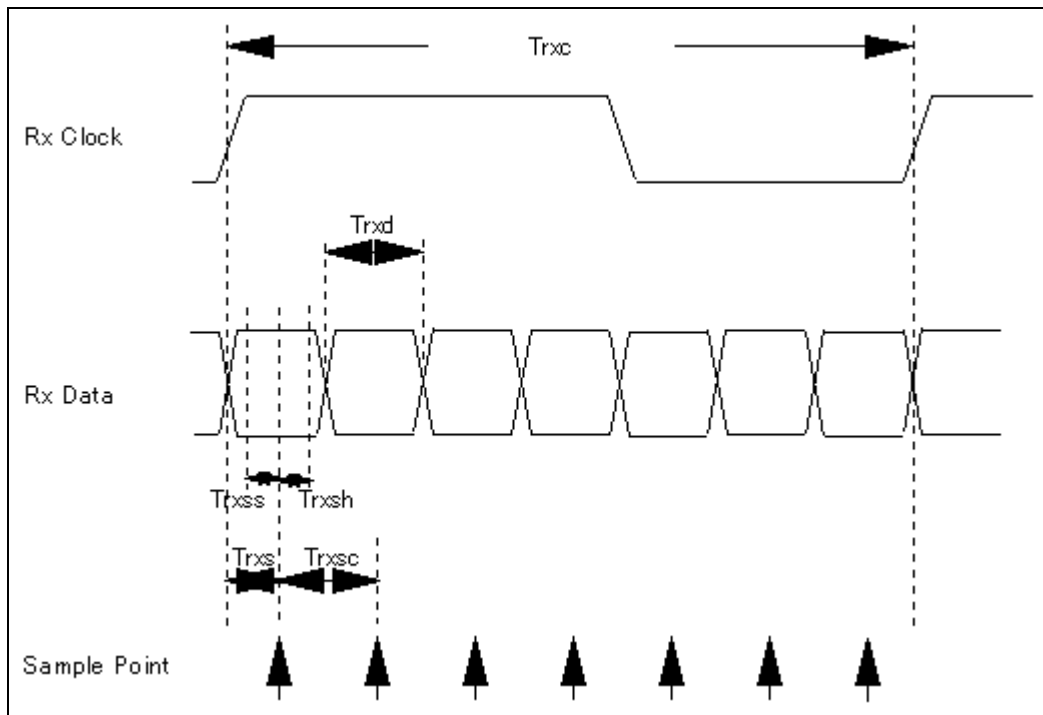 Trxc
Rx Clock
Trxd
Rx Data
Trxss Trxsh
Trxs Trxsc
Sample Point